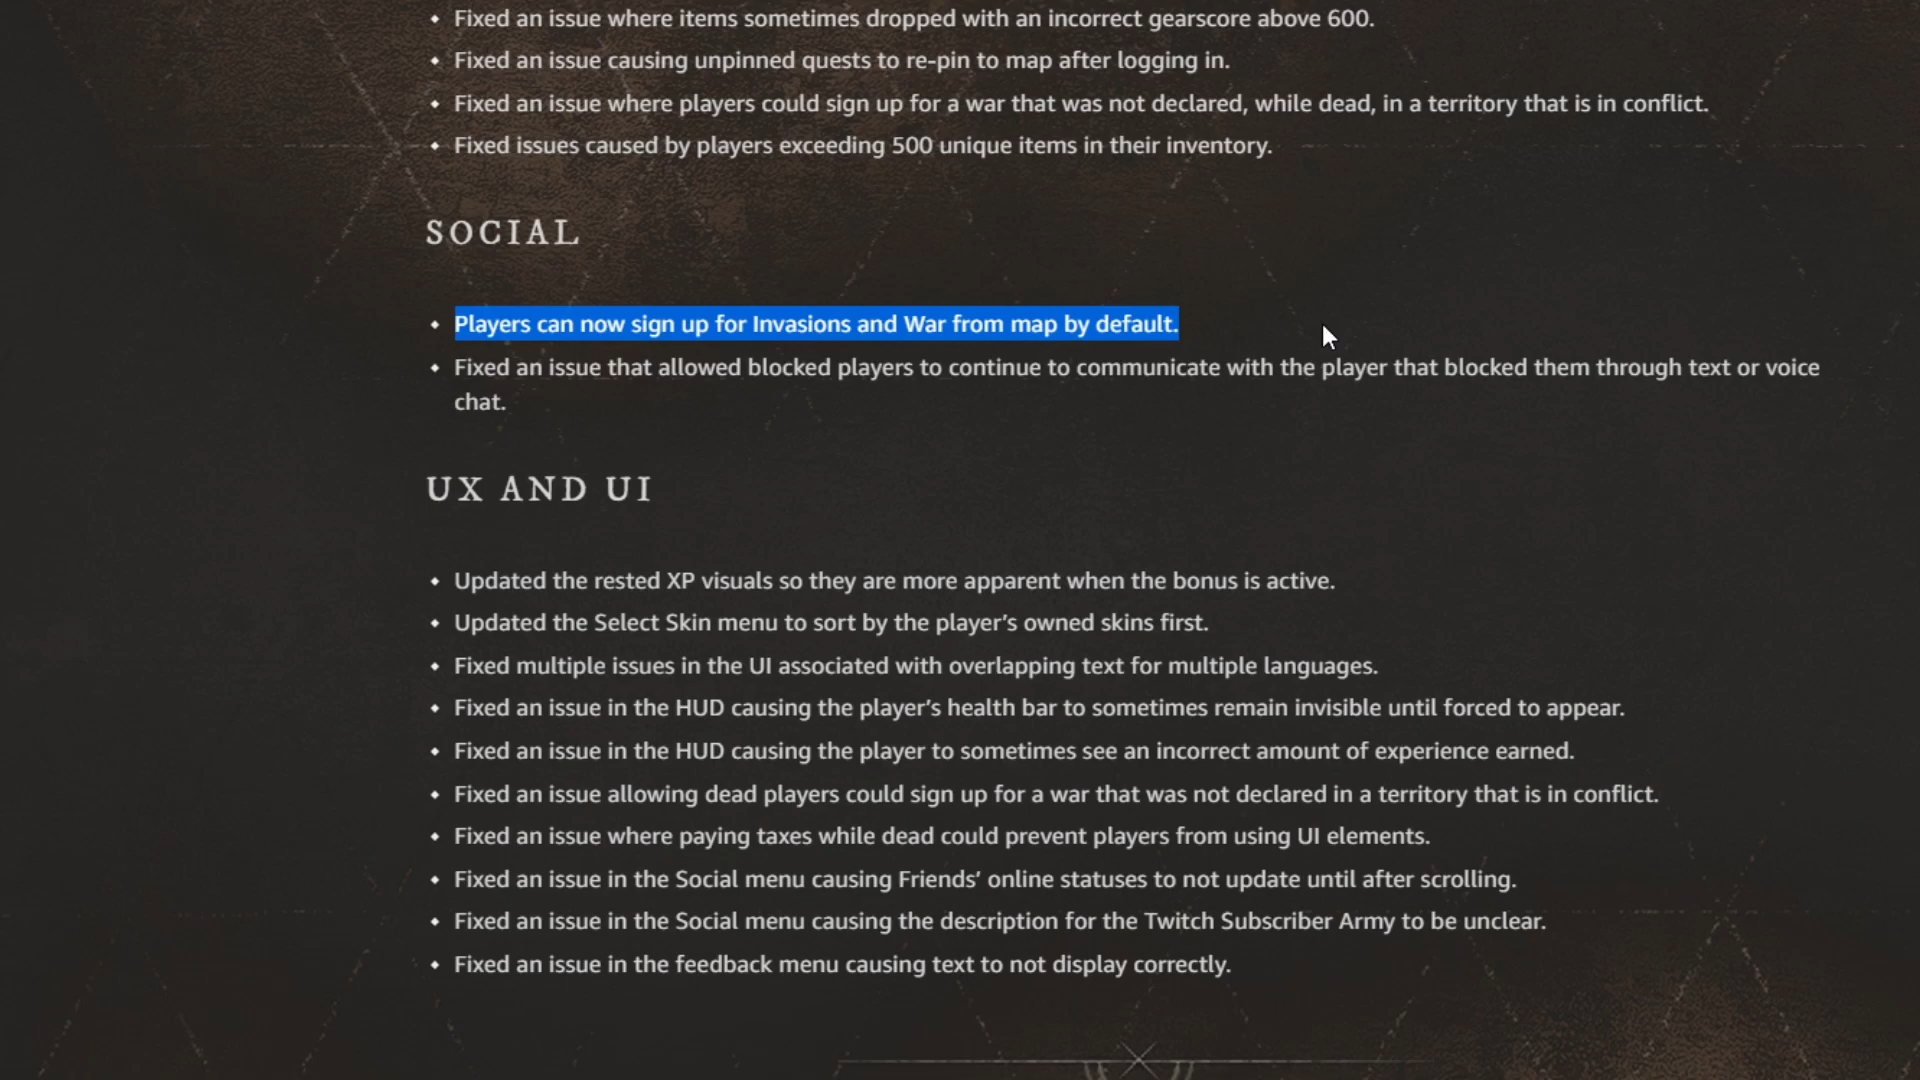 Fixed an issue where items sometimes dropped with an incorrect gearscore above 600.
Fixed an issue causing unpinned quests to re-pin to map after logging in.
Fixed an issue where players could sign up for a war that was not declared, while dead, in a territory that is in conflict.
Fixed issues caused by players exceeding 500 unique items in their inventory.
SOCIAL
Players can now sign up for Invasions and War from map by default.
Fixed an issue that allowed blocked players to continue to communicate with the player that blocked them through text or voice
chat.
UX AND UI
Updated the rested XP visuals so they are more apparent when the bonus is active.
Updated the Select Skin menu to sort by the player’s owned skins first.
Fixed multiple issues in the UI associated with overlapping text for multiple languages.
Fixed an issue in the HUD causing the player’s health bar to sometimes remain invisible until forced to appear.
Fixed an issue in the HUD causing the player to sometimes see an incorrect amount of experience earned.
Fixed an issue allowing dead players could sign up for a war that was not declared in a territory that is in conflict.
Fixed an issue where paying taxes while dead could prevent players from using UI elements.
Fixed an issue in the Social menu causing Friends’ online statuses to not update until after scrolling.
Fixed an issue in the Social menu causing the description for the Twitch Subscriber Army to be unclear.
Fixed an issue in the feedback menu causing text to not display correctly.